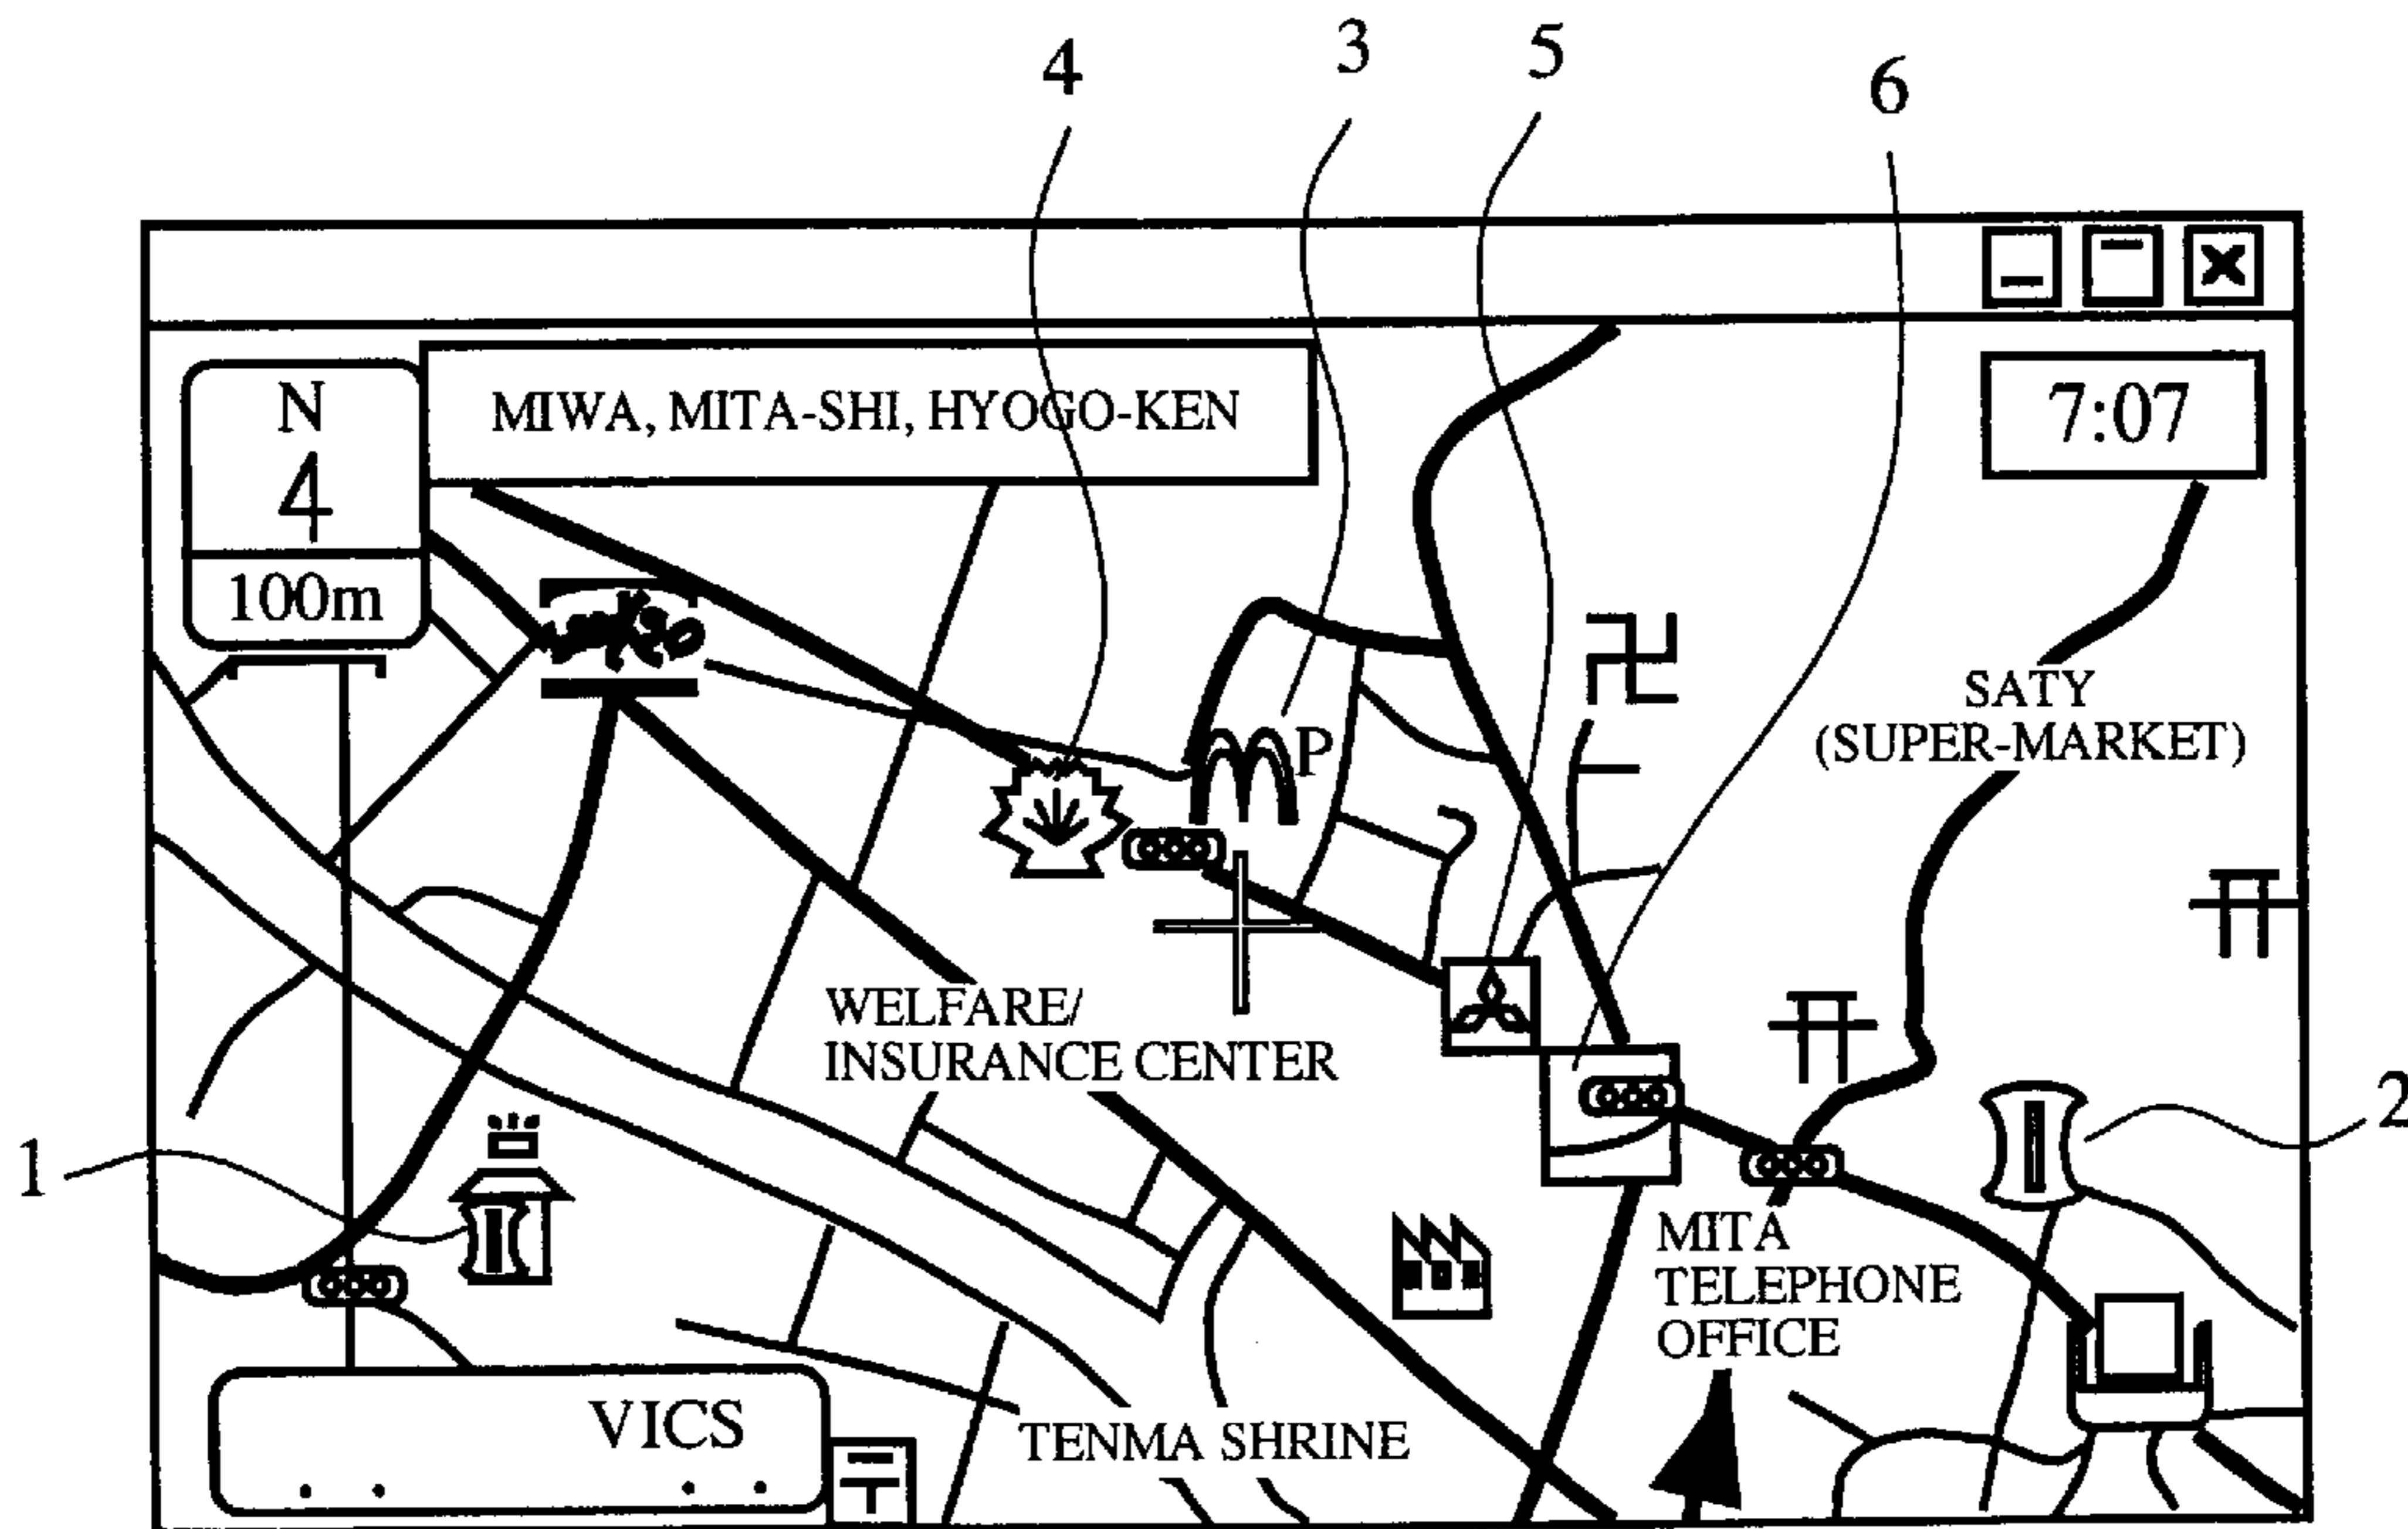 4
3
5
6
N
4
MIWA, MITA-SHI, HYOGO-KEN
7:07
100m
SATY
(SUPER-MARKET)
P
卍
WELFARE/
INSURANCE CENTER
1
2
MITA
TELEPHONE
OFFICE
VICS
TENMA SHRINE